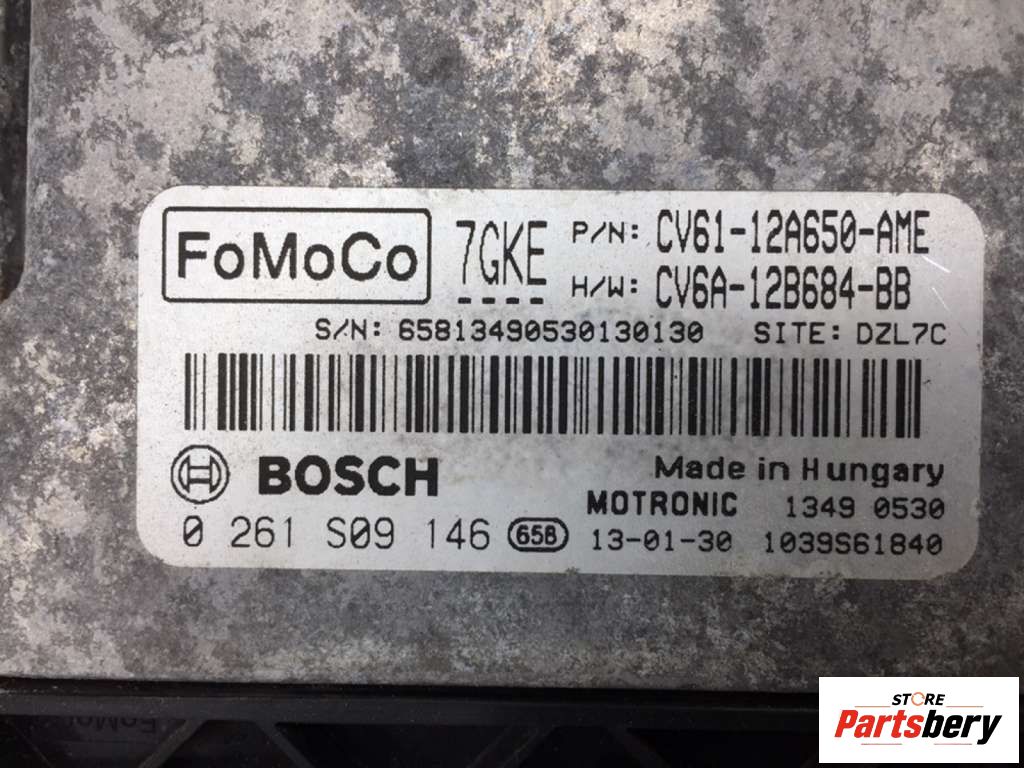 FoMoCo 7GKE P/N: CV61-12A650-AME
H/W: CV6A-12B684-BB
S/N: 65813490530130130 SITE: DZL7C
BOSCH Made in Hungary
MOTRONIC 1349 0530
0 261 S09 146 658 13-01-30 1039S61840
STORE
Partsbery